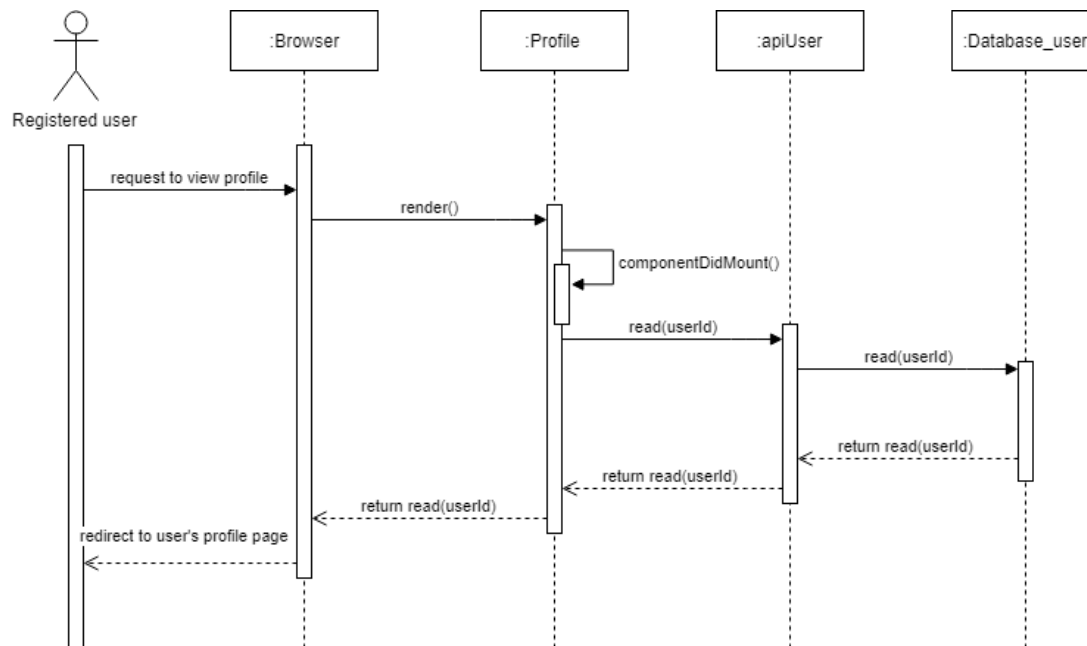 :Browser
:Profile
:apiUser
:Database_user
Registered user
request to view profile
render()
componentDidMount()
read(userId)
read(userId)
return read(userId)
return read(userId)
return read(userId)
redirect to user's profile page